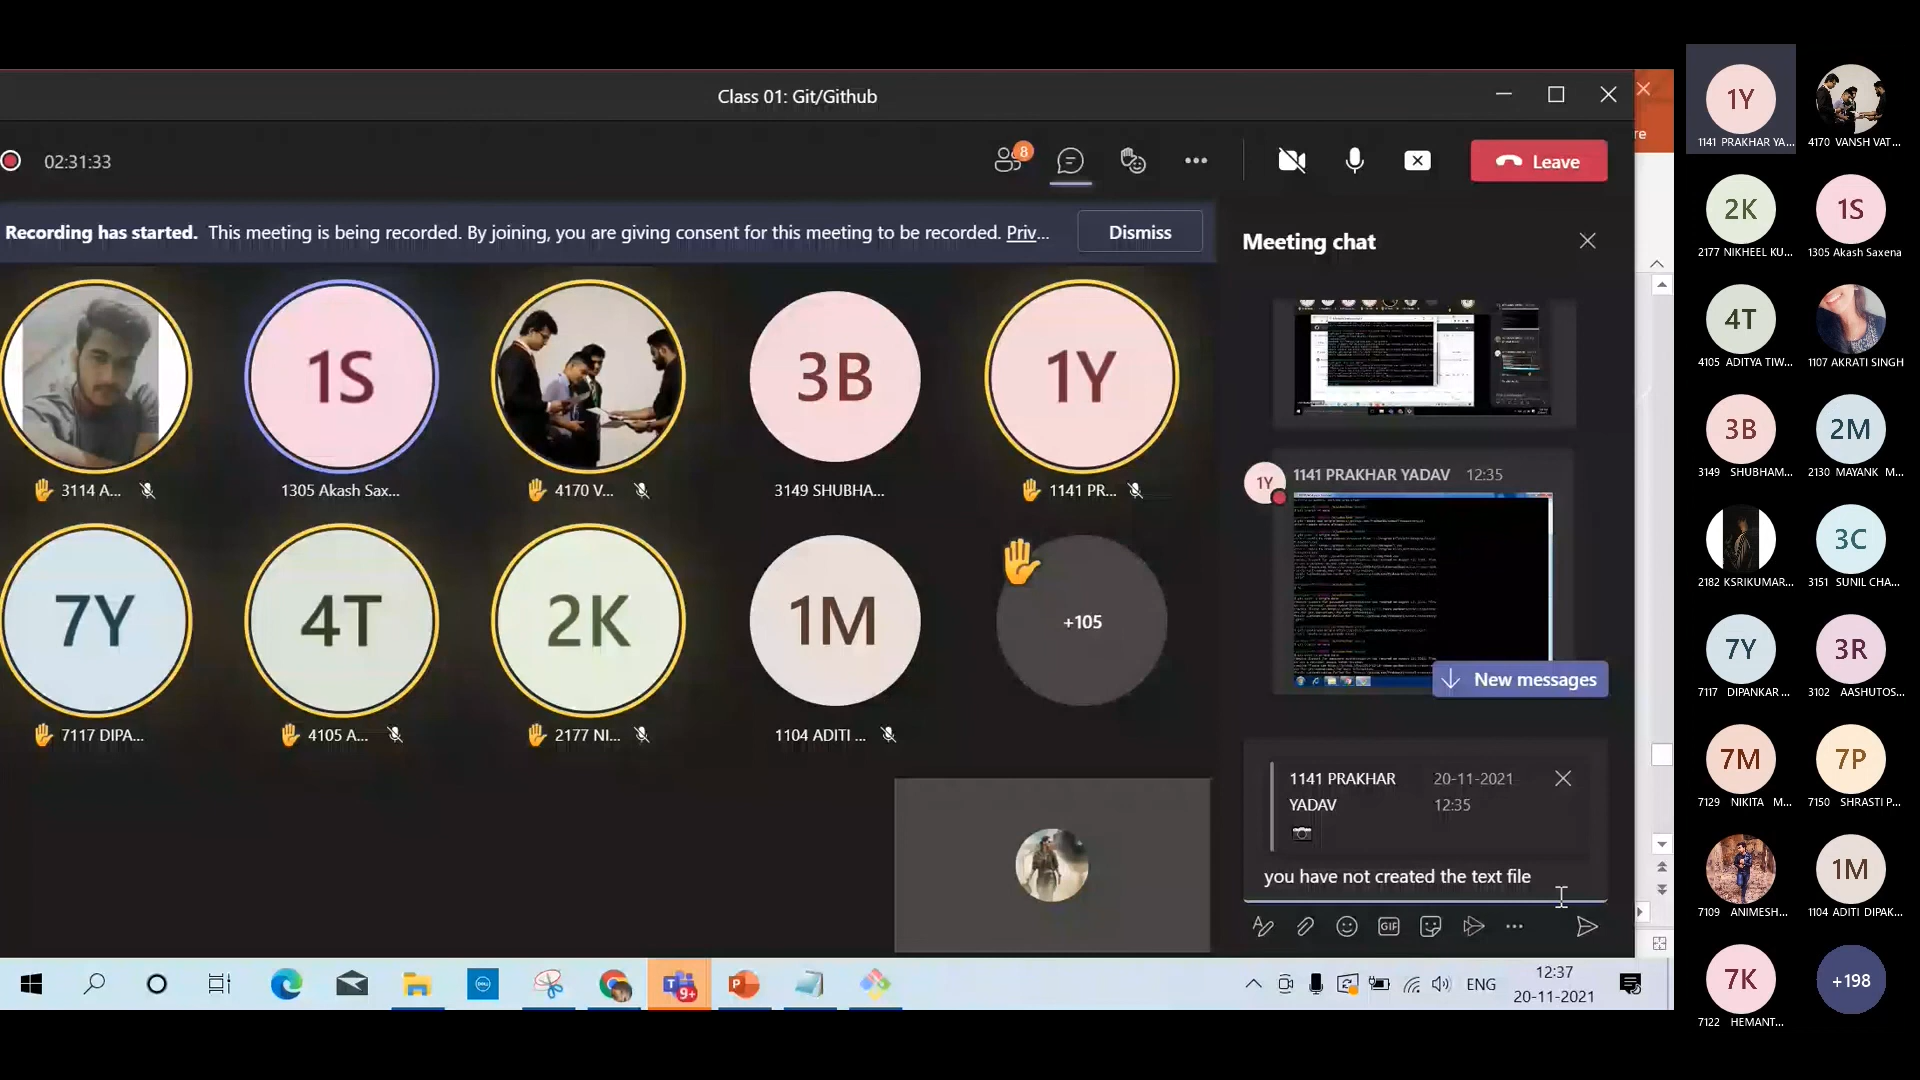 Class 01: Git/Github
02:31:33
8
Leave
Recording has started. This meeting is being recorded. By joining, you are giving consent for this meeting to be recorded. Priv...
Dismiss
Meeting chat
1S
3B
1Y
3114 A...
1305 Akash Sax...
4170 V...
3149 SHUBHA...
1141 PR...
7Y
4T
2K
1M
+105
7117 DIPA...
4105 A...
2177 NI...
1104 ADITI ...
1Y
1141 PRAKHAR YADAV 12:35
New messages
1141 PRAKHAR
YADAV
20-11-2021
12:35
you have not created the text file
GIF
re
1Y
1141 PRAKHAR YA...
4170 VANSH VAT...
2K
1S
2177 NIKHEEL KU...
1305 Akash Saxena
4T
4105 ADITYA TIW...
1107 AKRATI SINGH
3B
2M
3149 SHUBHAM...
2130 MAYANK M...
3C
2182 KSRIKUMAR...
3151 SUNIL CHA...
7Y
3R
7117 DIPANKAR ...
3102 AASHUTOS...
7M
7P
7129 NIKITA M...
7150 SHRASTI P...
1M
7109 ANIMESH...
1104 ADITI DIPAK...
7K
+198
7122 HEMANT...
DELL
T
9+
P
ENG
12:37
20-11-2021